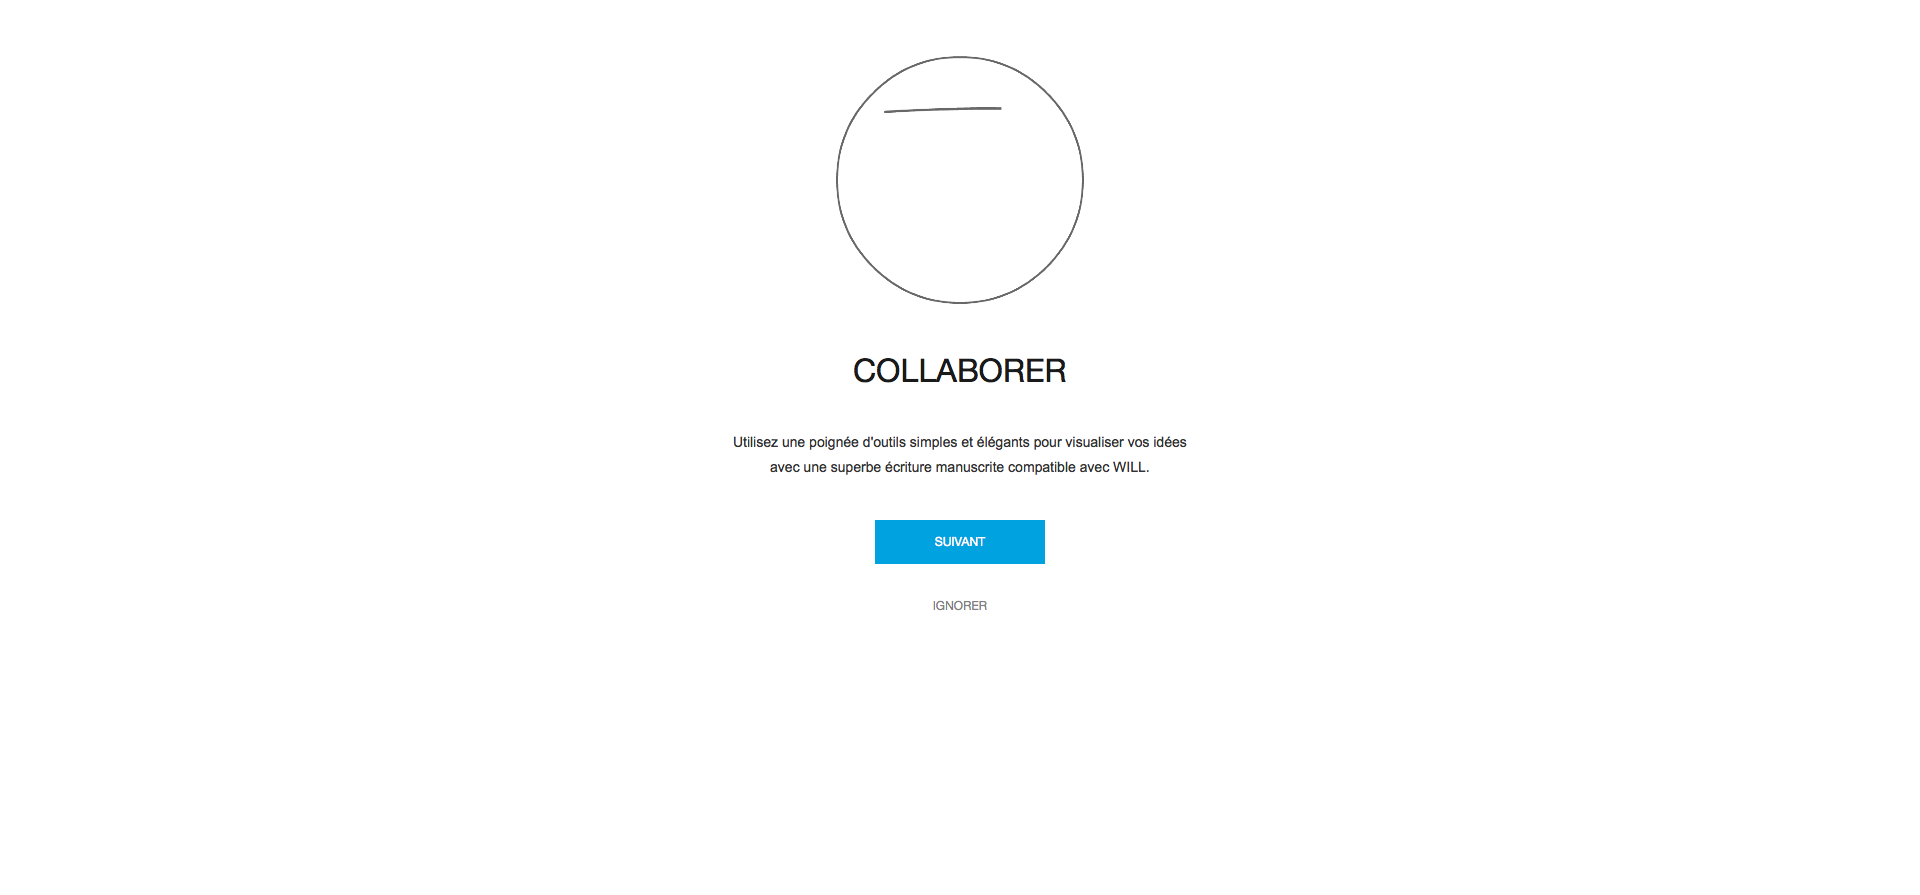 COLLABORER
Utilisez une poignée d'outils simples et élégants pour visualiser vos idées
avec une superbe écriture manuscrite compatible avec WILL.
SUIVANT
IGNORER